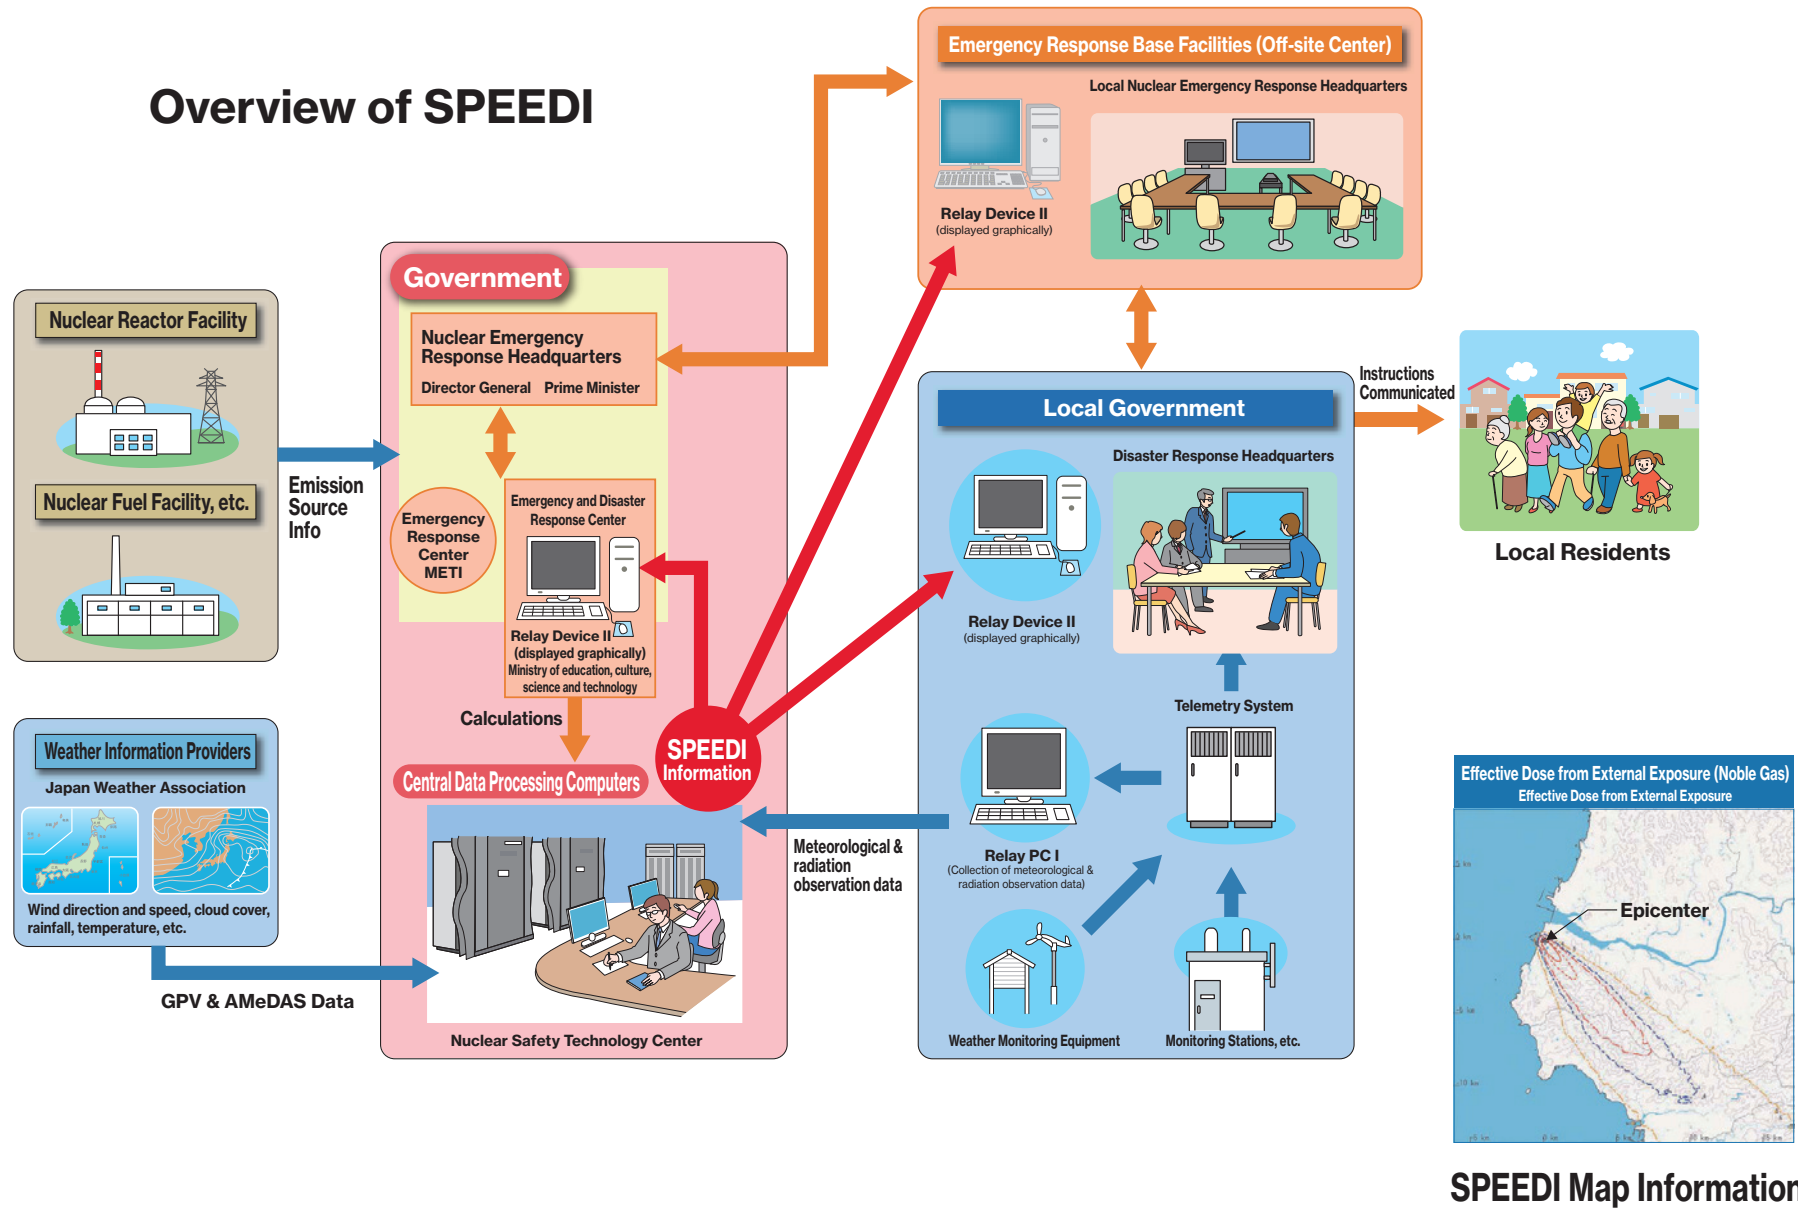 Overview of SPEEDI
Emergency Response Base Facilities (Off-site Center)
Local Nuclear Emergency Response Headquarters
Relay Device II
(displayed graphically)
Government
Nuclear Emergency
Response Headquarters
Director General Prime Minister
Nuclear Reactor Facility
Nuclear Fuel Facility, etc.
Emission
Source
Info
Emergency
Response
Center
METI
Emergency and Disaster
Response Center
Relay Device II
(displayed graphically)
Ministry of education, culture,
science and technology
Calculations
SPEEDI
Information
Central Data Processing Computers
Nuclear Safety Technology Center
Weather Information Providers
Japan Weather Association
Wind direction and speed, cloud cover,
rainfall, temperature, etc.
GPV & AMeDAS Data
Meteorological &
radiation
observation data
Local Government
Disaster Response Headquarters
Relay Device II
(displayed graphically)
Telemetry System
Relay PC I
(Collection of meteorological &
radiation observation data)
Weather Monitoring Equipment
Monitoring Stations, etc.
Instructions
Communicated
Local Residents
Effective Dose from External Exposure (Noble Gas)
Effective Dose from External Exposure
Epicenter
SPEEDI Map Information